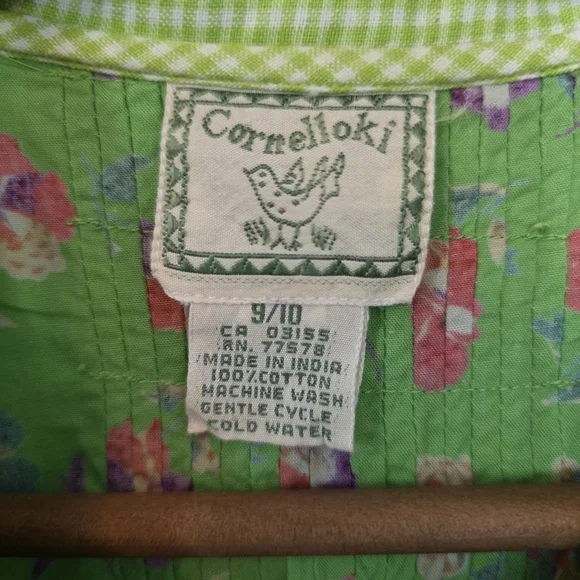 Cornelloki
9/10
CA 03155
RN. 77578
MADE IN INDIA
100% COTTON
MACHINE WASH
GENTLE CYCLE
COLD WATER